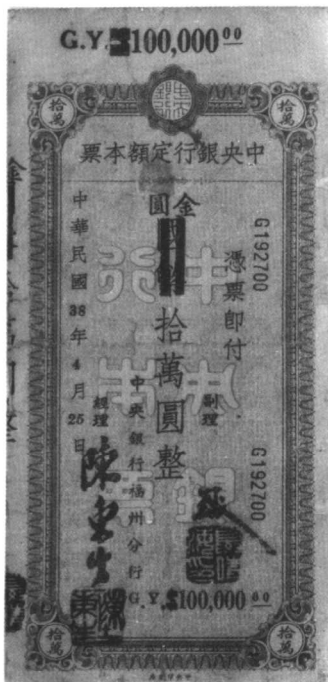 G.Y. 100,000 00
拾萬
拾萬
中央銀行定額本票
G192700
憑票即付
G192700
副理
金圓
拾萬圓整
中央銀行福州分行
經理
中華民國38年4月25日
G.Y. 100,000 00
拾萬
拾萬